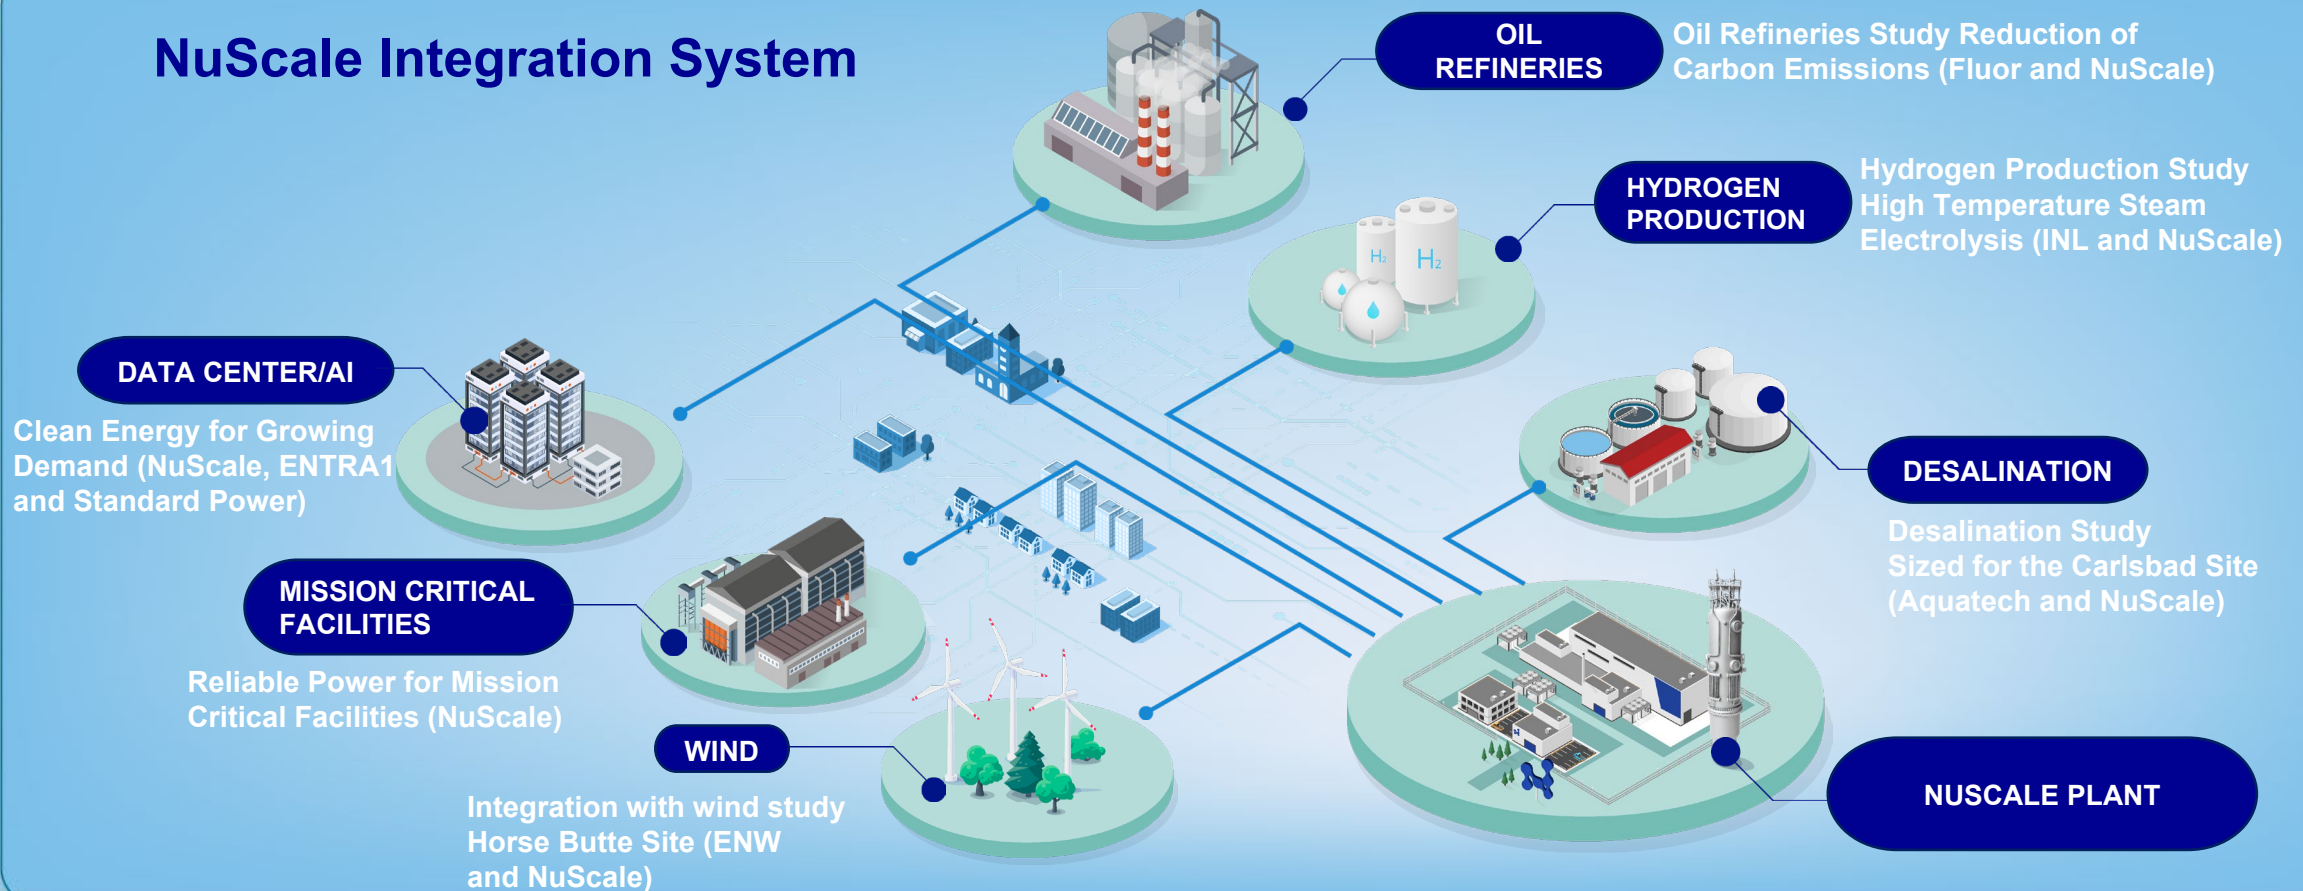 NuScale Integration System
OIL
REFINERIES
Oil Refineries Study Reduction of
Carbon Emissions (Fluor and NuScale)
HYDROGEN
PRODUCTION
Hydrogen Production Study
High Temperature Steam
Electrolysis (INL and NuScale)
H₂
H₂
DATA CENTER/AI
Clean Energy for Growing
Demand (NuScale, ENTRA1
and Standard Power)
DESALINATION
Desalination Study
Sized for the Carlsbad Site
(Aquatech and NuScale)
MISSION CRITICAL
FACILITIES
Reliable Power for Mission
Critical Facilities (NuScale)
WIND
Integration with wind study
Horse Butte Site (ENW
and NuScale)
NUSCALE PLANT